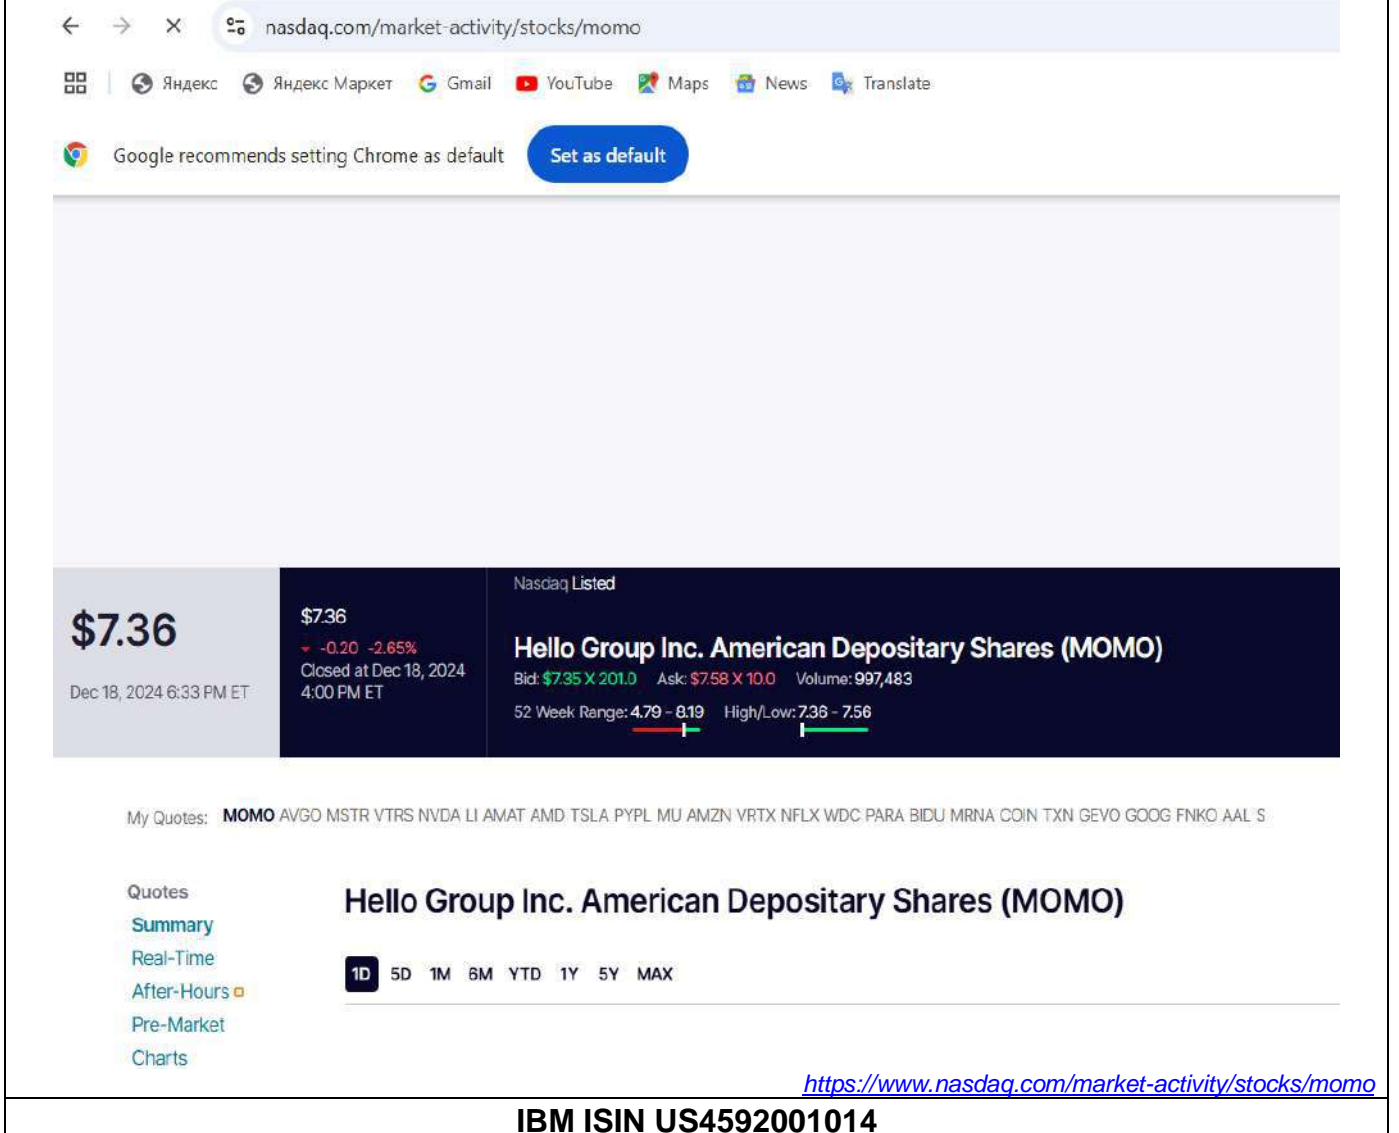 nasdaq.com/market-activity/stocks/momo
Яндекс Яндекс Маркет Gmail YouTube Maps News Translate
Google recommends setting Chrome as default Set as default
Nasdaq Listed
$7.36
$7.36
-0.20 -2.65%
Hello Group Inc. American Depositary Shares (MOMO)
Closed at Dec 18, 2024
Bid: $7.35 X 201.0 Ask: $7.58 X 10.0 Volume: 997,483
Dec 18, 2024 6:33 PM ET
4:00 PM ET
52 Week Range: 4.79 - 8.19 High/Low: 7.36 - 7.56
My Quotes: MOMO AVGO MSTR VTRS NVDA LI AMAT AMD TSLA PYPL MU AMZN VRTX NFLX WDC PARA BIDU MRNA COIN TXN GEVO GOOG FNKO AAL S
Quotes
Hello Group Inc. American Depositary Shares (MOMO)
Summary
Real-Time
1D 5D 1M 6M YTD 1Y 5Y MAX
After-Hours
Pre-Market
Charts
https://www.nasdaq.com/market-activity/stocks/momo
IBM ISIN US4592001014